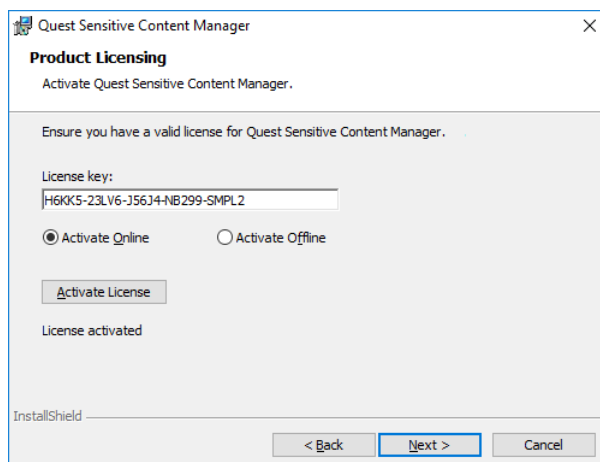 Quest Sensitive Content Manager
Product Licensing
Activate Quest Sensitive Content Manager.
Ensure you have a valid license for Quest Sensitive Content Manager.
License key:
H6KK5-23LV6-J56J4-NB299-SMPL2
Activate Online Activate Offline
Activate License
License activated
InstallShield
< Back Next > Cancel